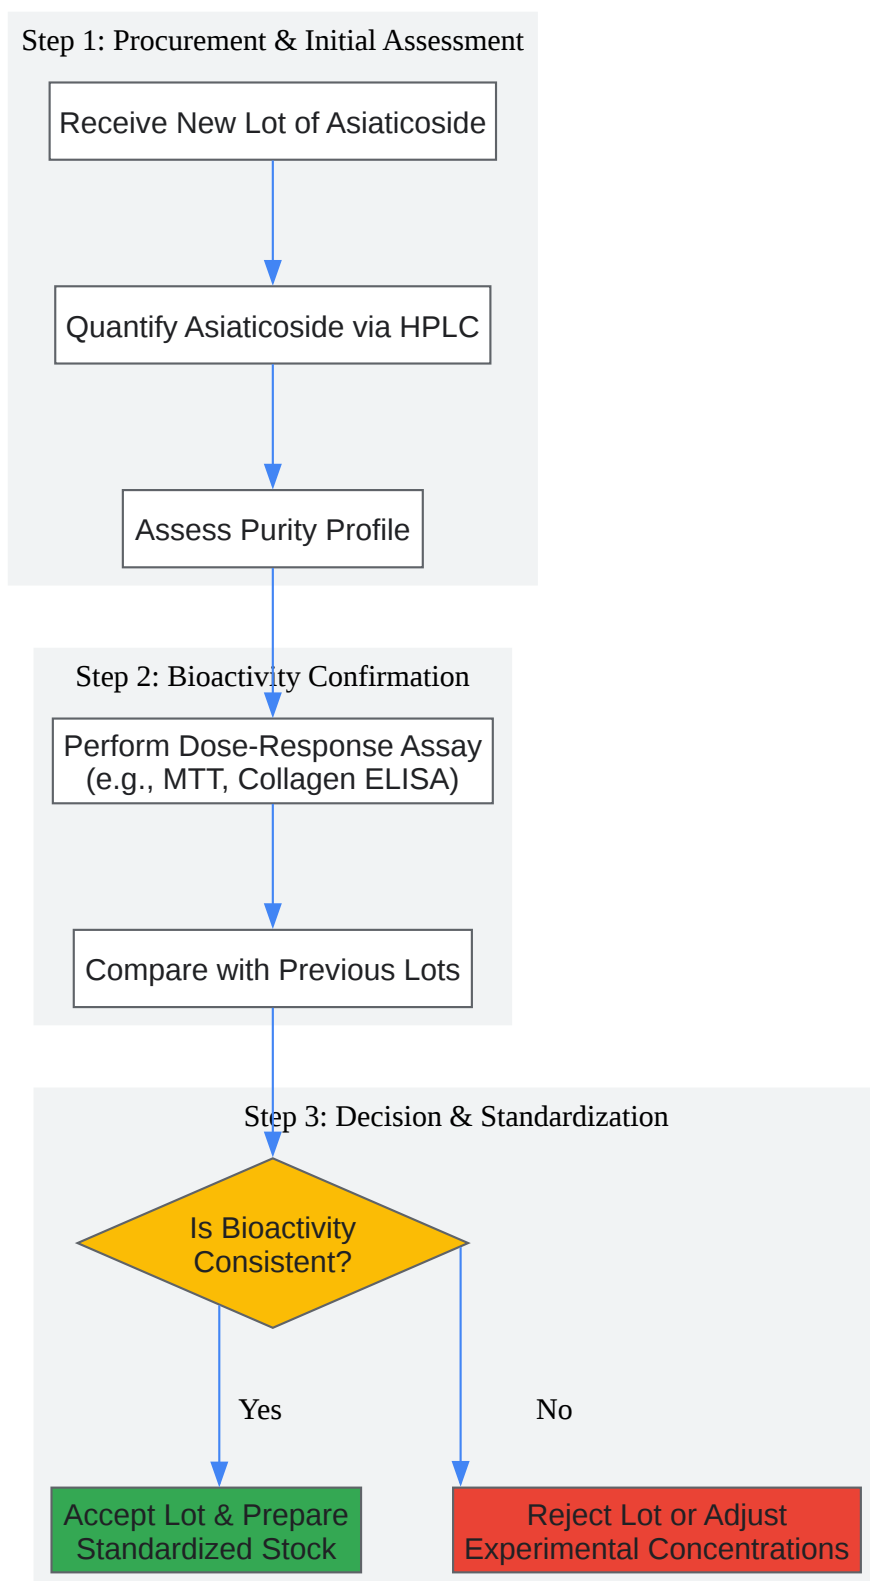 Step 1: Procurement & Initial Assessment
Receive New Lot of Asiaticoside
Quantify Asiaticoside via HPLC
Assess Purity Profile
Step 2: Bioactivity Confirmation
Perform Dose-Response Assay
(e.g., MTT, Collagen ELISA)
Compare with Previous Lots
Step 3: Decision & Standardization
Is Bioactivity
Consistent?
Yes
No
Accept Lot & Prepare
Standardized Stock
Reject Lot or Adjust
Experimental Concentrations